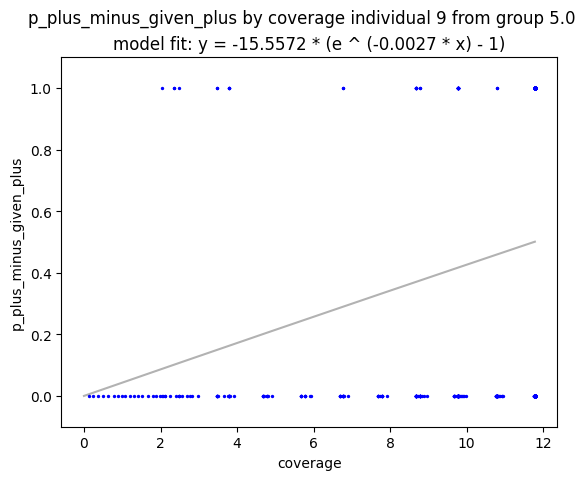 p_plus_minus_given_plus by coverage individual 9 from group 5.0
model fit: y = -15.5572 * (e ^ (-0.0027 * x) - 1)
1.0
0.8
0.6
0.4
0.2
0.0
p_plus_minus_given_plus
0 2 4 6 8 10 12
coverage